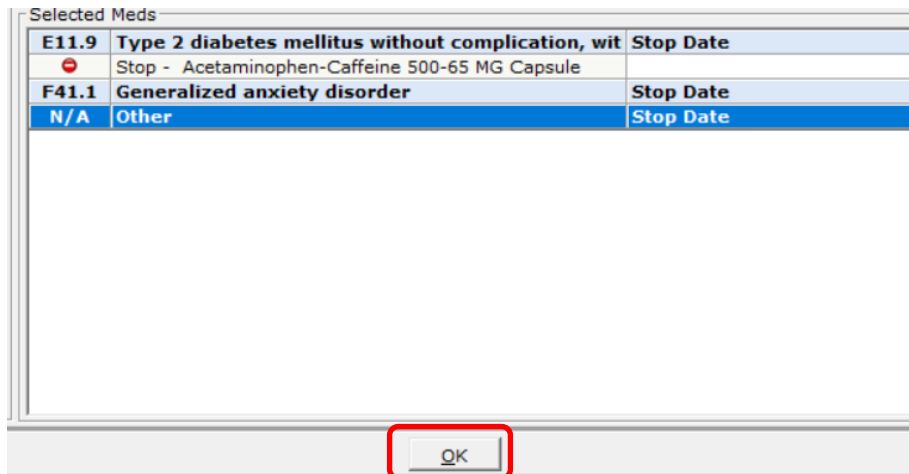 Selected Meds
E11.9 Type 2 diabetes mellitus without complication, wit Stop Date
Stop - Acetaminophen-Caffeine 500-65 MG Capsule
F41.1 Generalized anxiety disorder Stop Date
N/A Other Stop Date
OK